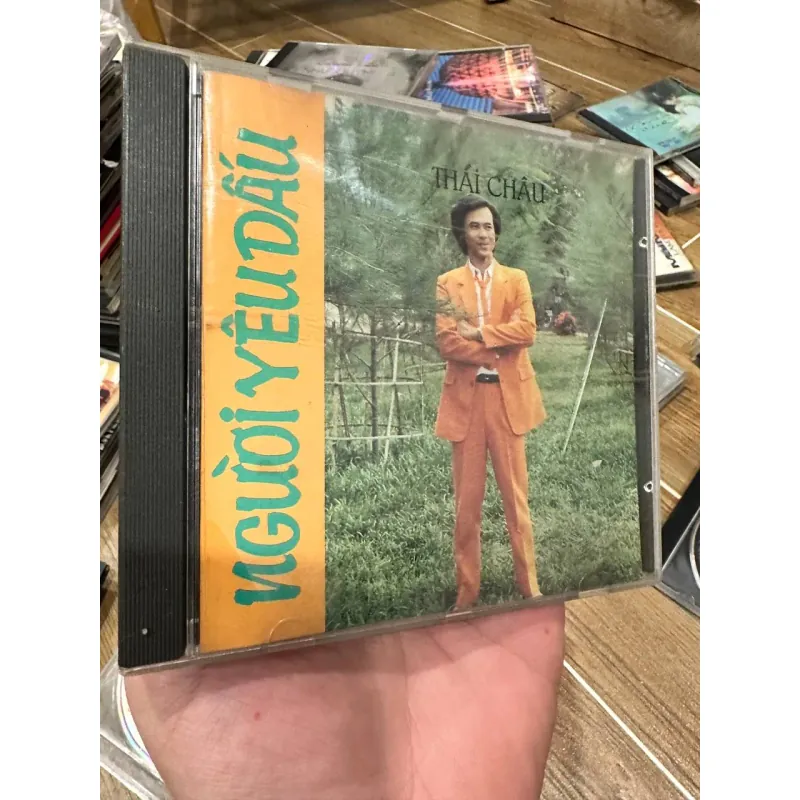 NGƯỜI YÊU DẤU
THÁI CHÂU